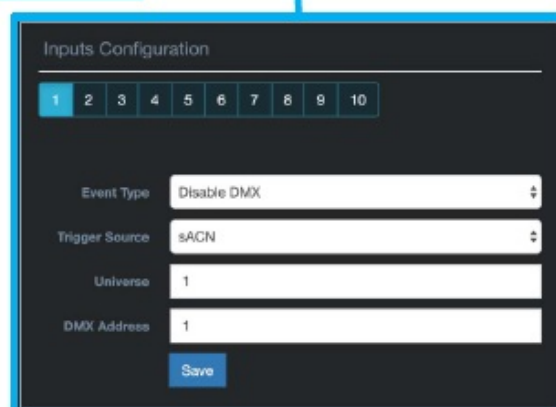 Inputs Configuration
1 2 3 4 5 6 7 8 9 10
Event Type Disable DMX
Trigger Source sACN
Universe 1
DMX Address 1
Save